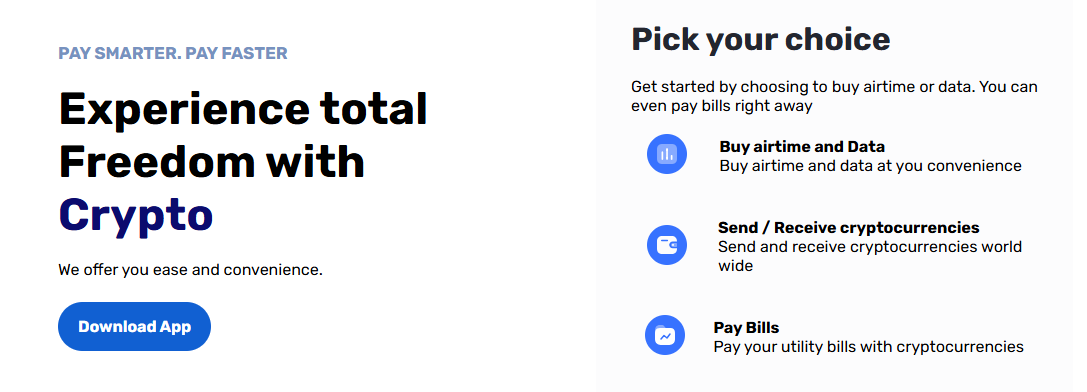 PAY SMARTER. PAY FASTER
Experience total
Freedom with
Crypto
We offer you ease and convenience.
Download App
Pick your choice
Get started by choosing to buy airtime or data. You can
even pay bills right away
Buy airtime and Data
Buy airtime and data at you convenience
Send / Receive cryptocurrencies
Send and receive cryptocurrencies world
wide
Pay Bills
Pay your utility bills with cryptocurrencies